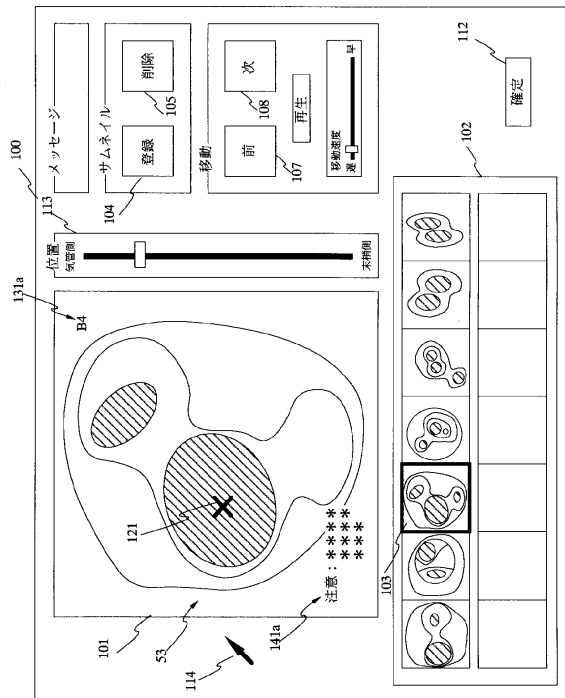 100
メッセージ
サムネイル
登録
削除
104
105
移動
前
次
107
108
再生
移動速度
遅
早
113
位置
気管側
末梢側
131a
B4
121
注意：＊＊＊＊＊
＊＊＊＊
＊＊＊
101
53
141a
114
103
102
112
確定